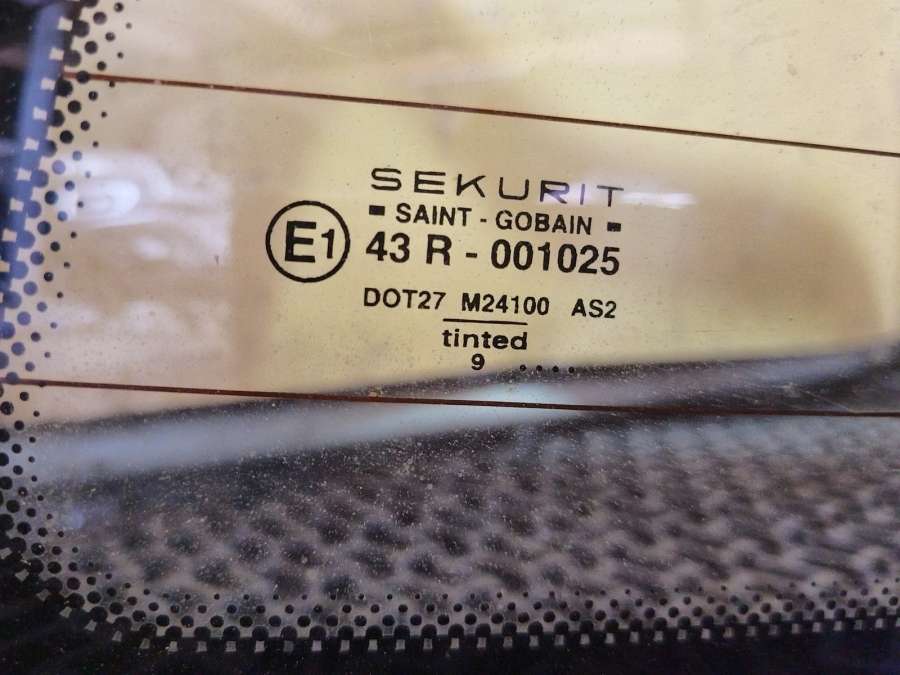 SEKURIT
SAINT - GOBAIN
E1 43 R - 001025
DOT27 M24100 AS2
tinted
9 ....